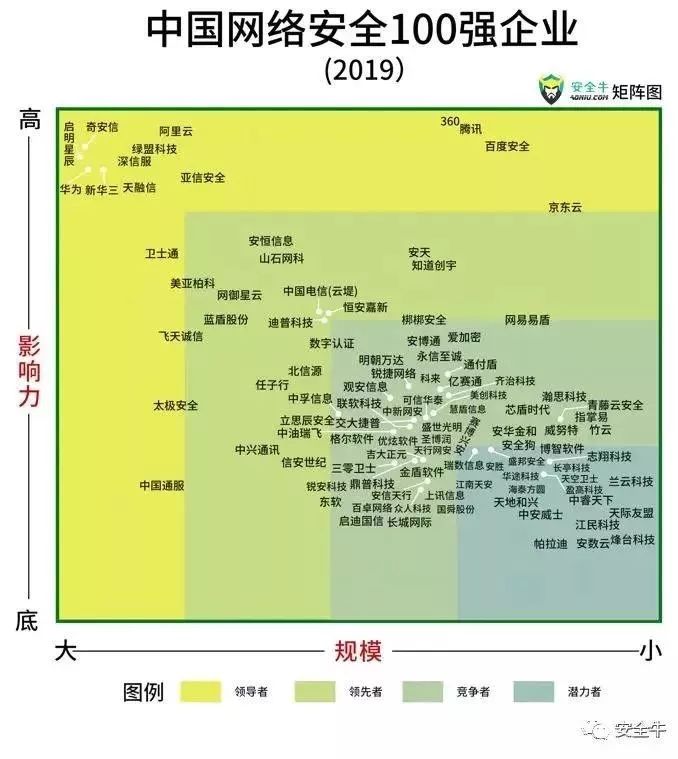 中国网络安全100强企业
(2019)
安全牛
AQNIU.COM
矩阵图
高
启明星辰
奇安信
阿里云
绿盟科技
深信服
华为
新华三
天融信
亚信安全
360
腾讯
百度安全
京东云
卫士通
安恒信息
山石网科
安天
知道创宇
美亚柏科
网御星云
中国电信(云堤)
恒安嘉新
蓝盾股份
迪普科技
梆梆安全
网易易盾
飞天诚信
数字认证
安博通
爱加密
明朝万达
永信至诚
通付盾
北信源
锐捷网络
科来
亿赛通
齐治科技
任子行
观安信息
可信华泰
美创科技
瀚思科技
中孚信息
联软科技
中新网安
慧盾信息
芯盾时代
青藤云安全
指掌易
太极安全
立思辰安全
交大捷普
盛世光明
赛博兴安
安华金和
威努特
竹云
中油瑞飞
格尔软件
优炫软件
圣博润
安全狗
博智软件
中兴通讯
吉大正元
天行网安
志翔科技
信安世纪
三零卫士
金盾软件
瑞数信息
安胜
盛邦安全
长亭科技
中国通服
锐安科技
鼎普科技
江南天安
华途科技
天空卫士
兰云科技
东软
安信天行
上讯信息
海泰方圆
盈高科技
中睿天下
百卓网络
众人科技
国舜股份
天地和兴
天际友盟
启迪国信
长城网际
中安威士
江民科技
帕拉迪
安数云
烽台科技
影响力
底
大
规模
小
图例
领导者
领先者
竞争者
潜力者
安全牛